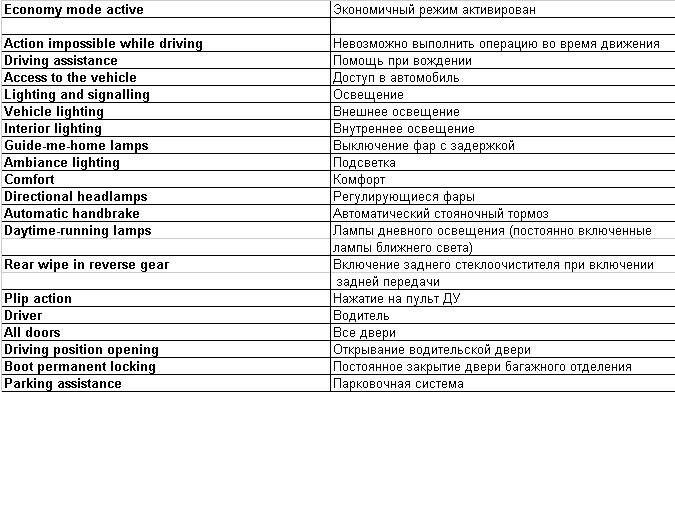 Economy mode active Экономичный режим активирован
Action impossible while driving Невозможно выполнить операцию во время движения
Driving assistance Помощь при вождении
Access to the vehicle Доступ в автомобиль
Lighting and signalling Освещение
Vehicle lighting Внешнее освещение
Interior lighting Внутреннее освещение
Guide-me-home lamps Выключение фар с задержкой
Ambiance lighting Подсветка
Comfort Комфорт
Directional headlamps Регулирующиеся фары
Automatic handbrake Автоматический стояночный тормоз
Daytime-running lamps Лампы дневного освещения (постоянно включенные
лампы ближнего света)
Rear wipe in reverse gear Включение заднего стеклоочистителя при включении
задней передачи
Plip action Нажатие на пульт ДУ
Driver Водитель
All doors Все двери
Driving position opening Открывание водительской двери
Boot permanent locking Постоянное закрытие двери багажного отделения
Parking assistance Парковочная система